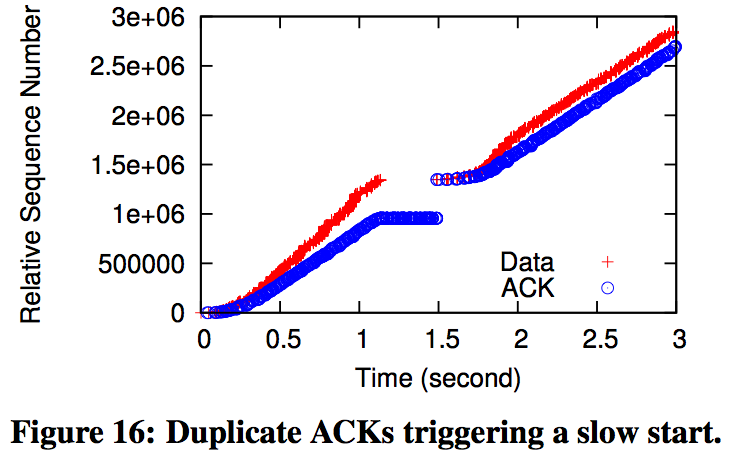 3e+06
2.5e+06
2e+06
1.5e+06
1e+06
500000
0
Relative Sequence Number
Data
ACK
0 0.5 1 1.5 2 2.5 3
Time (second)
Figure 16: Duplicate ACKs triggering a slow start.